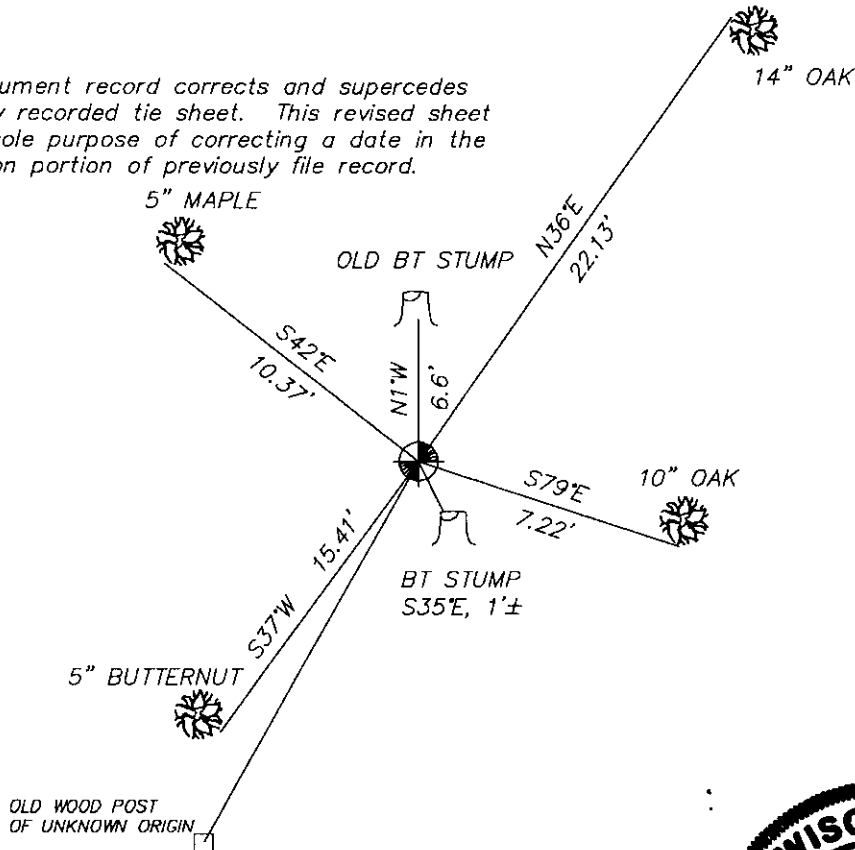 ument record corrects and supercedes
y recorded tie sheet. This revised sheet
ole purpose of correcting a date in the
on portion of previously file record.
14" OAK
5" MAPLE
OLD BT STUMP
N36°E
22.13'
S42°E
10.37'
N1°W
6.6'
S79°E
7.22'
10" OAK
15.41'
S37°W
BT STUMP
S35°E, 1'±
5" BUTTERNUT
OLD WOOD POST
OF UNKNOWN ORIGIN
WISC